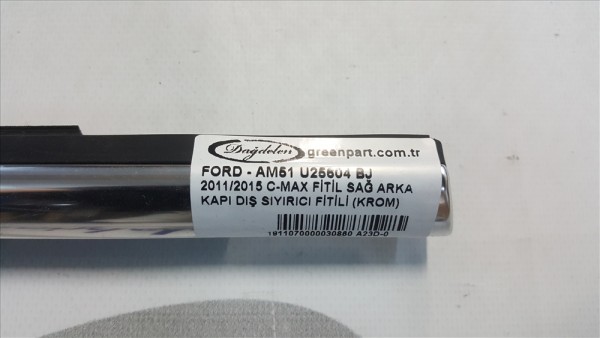 Dağdelen greenpart.com.tr
FORD - AM51 U25604 BJ
2011/2015 C-MAX FİTİL SAĞ ARKA
KAPI DIŞ SIYIRICI FİTİLİ (KROM)
1911070000030880 A23D-0